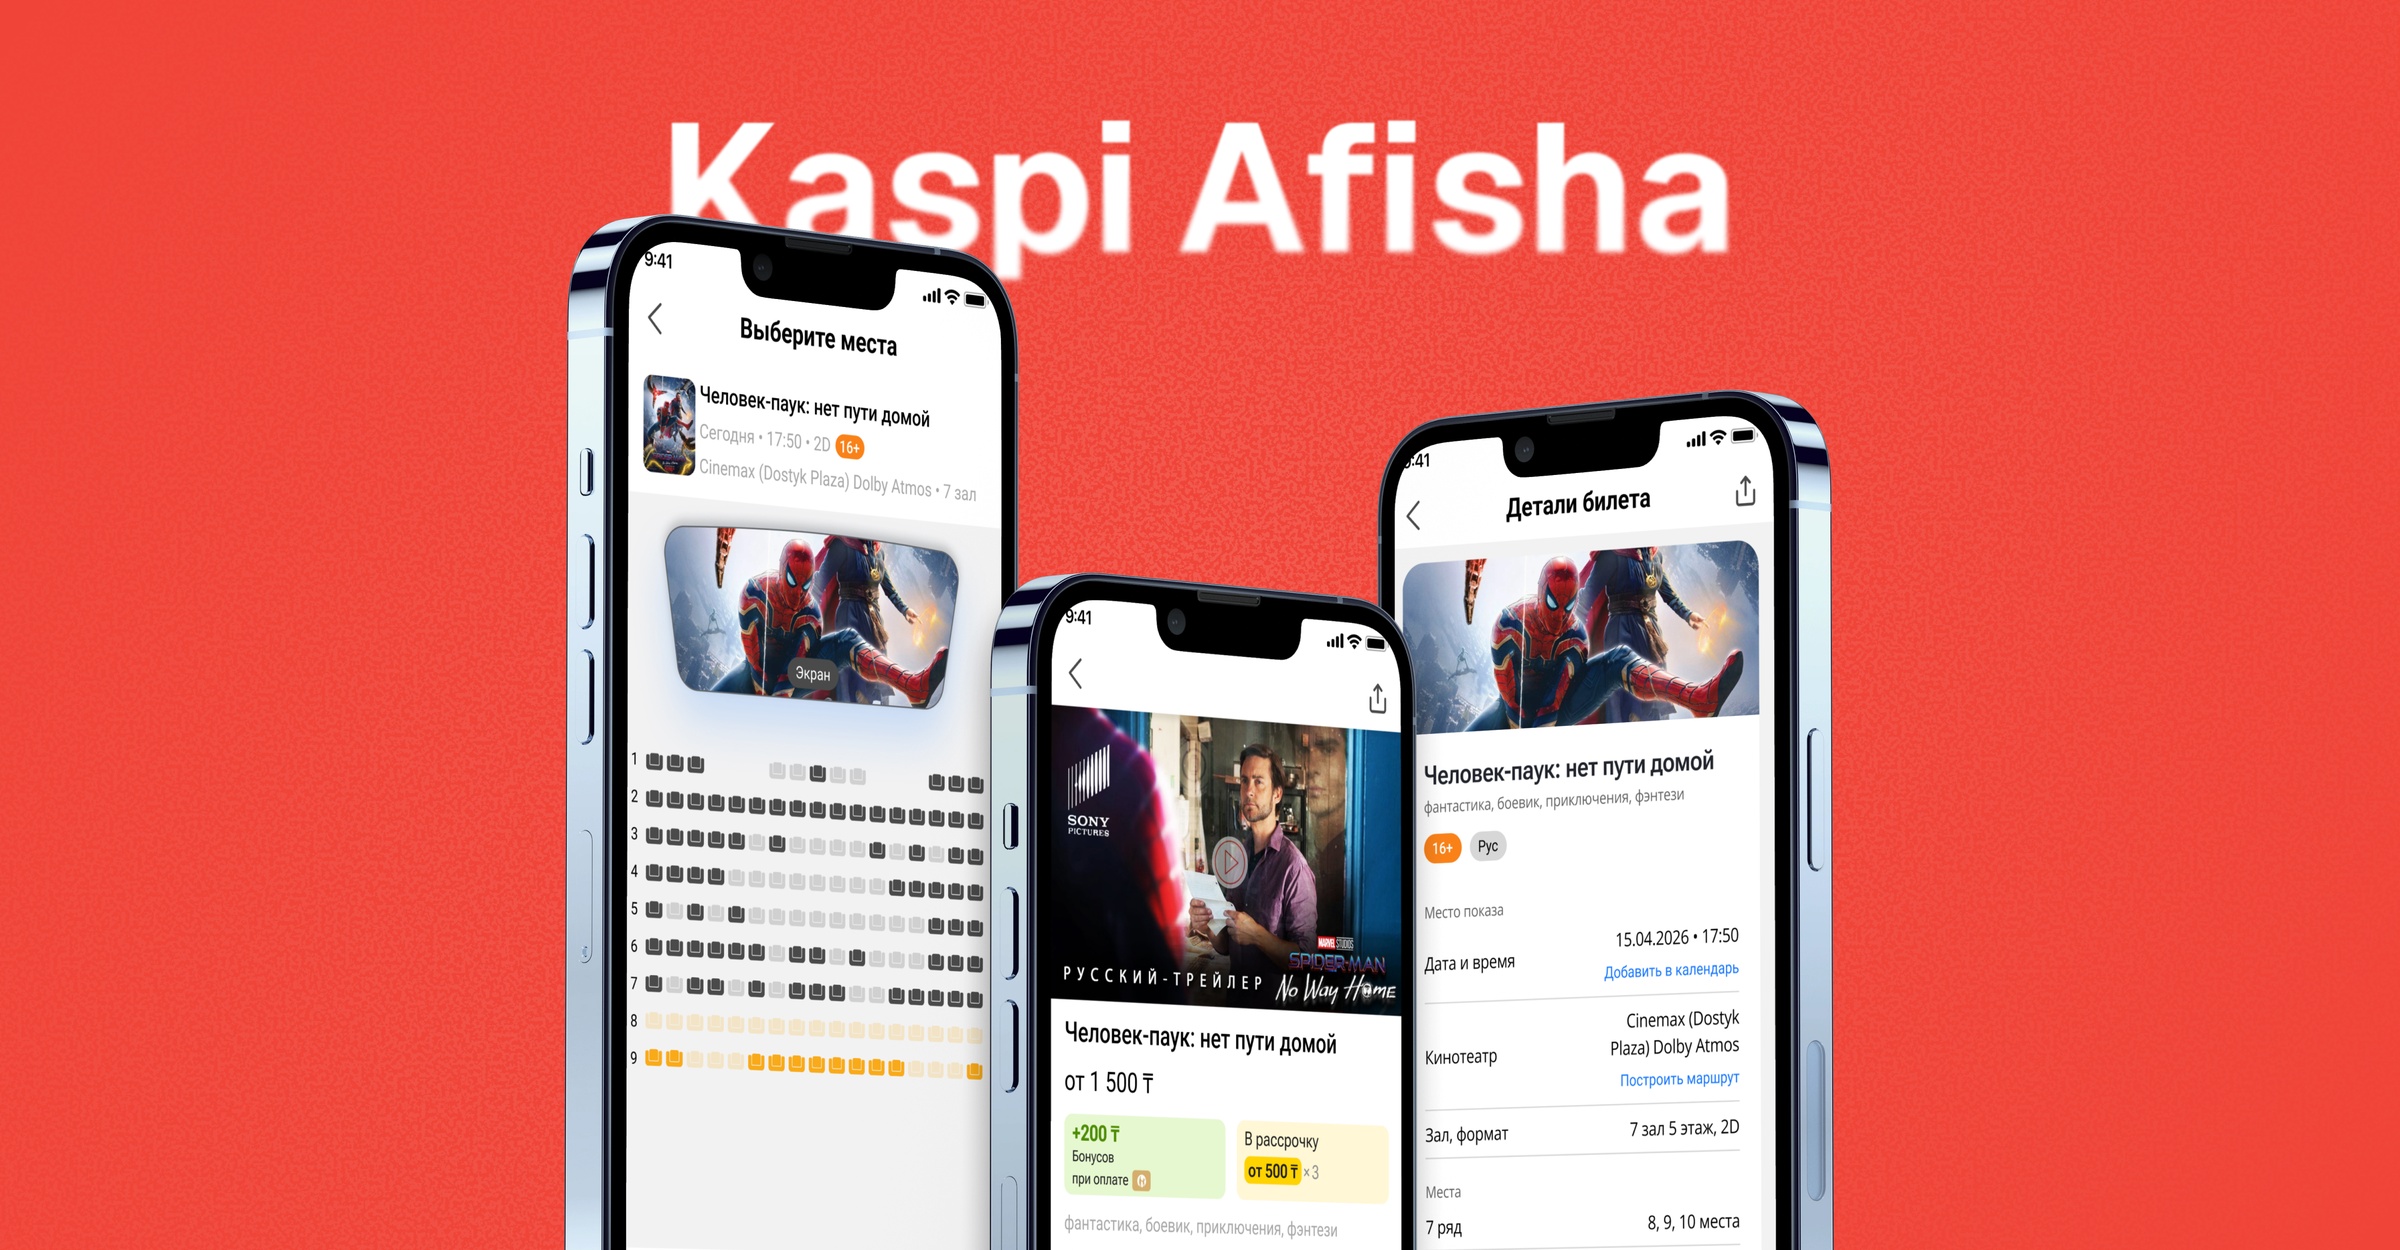 Kaspi Afisha
9:41
Выберите места
Человек-паук: нет пути домой
Сегодня • 17:50 • 2D 16+
Cinemax (Dostyk Plaza) Dolby Atmos • 7 зал
Экран
1
2
3
4
5
6
7
8
9
9:41
SONY
PICTURES
MARVEL STUDIOS
SPIDER-MAN
NO WAY HOME
РУССКИЙ-ТРЕЙЛЕР
Человек-паук: нет пути домой
от 1 500 ₸
+200 ₸
Бонусов
при оплате
В рассрочку
от 500 ₸ ×3
фантастика, боевик, приключения, фэнтези
9:41
Детали билета
Человек-паук: нет пути домой
фантастика, боевик, приключения, фэнтези
16+ Рус
Место показа
Дата и время
15.04.2026 • 17:50
Добавить в календарь
Кинотеатр
Cinemax (Dostyk
Plaza) Dolby Atmos
Построить маршрут
Зал, формат
7 зал 5 этаж, 2D
Места
7 ряд
8, 9, 10 места